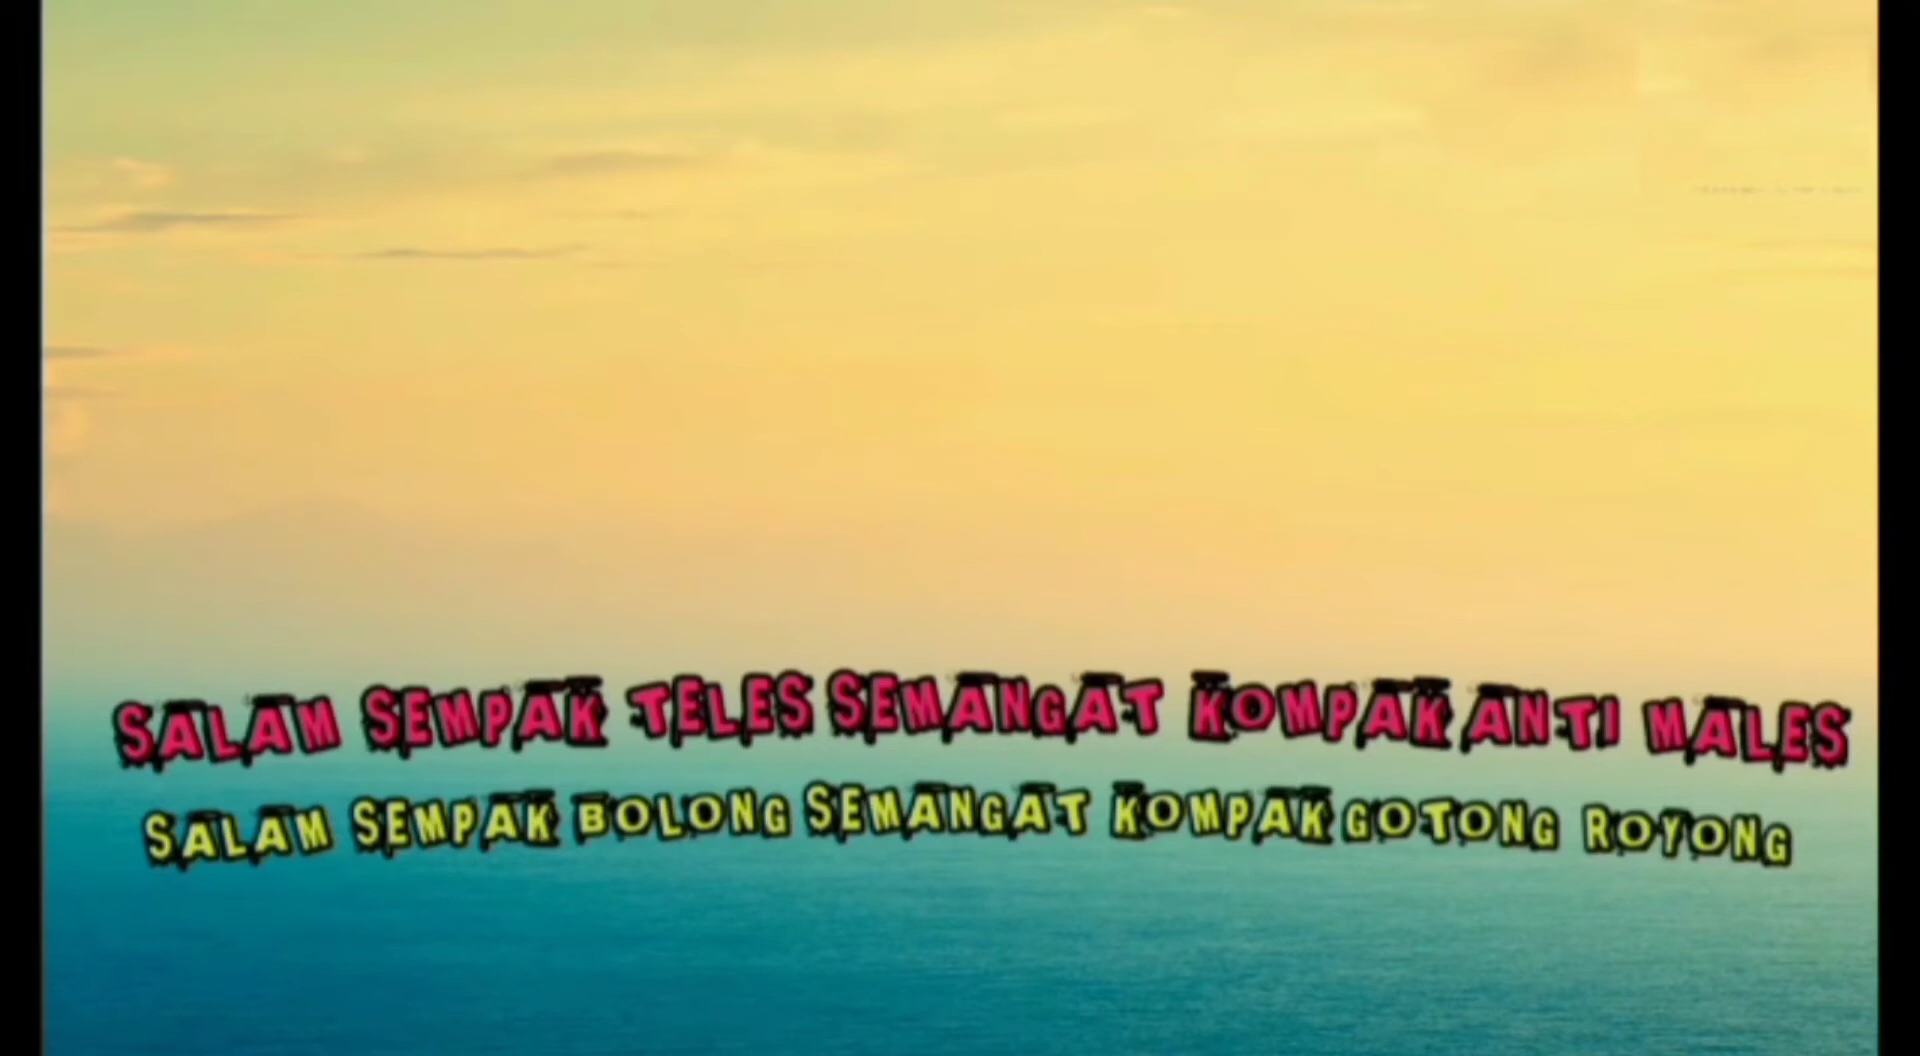 SALAM SEMPAK TELES SEMANGAT KOMPAK ANTI MALES
SALAM SEMPAK BOLONG SEMANGAT KOMPAK GOTONG ROYONG